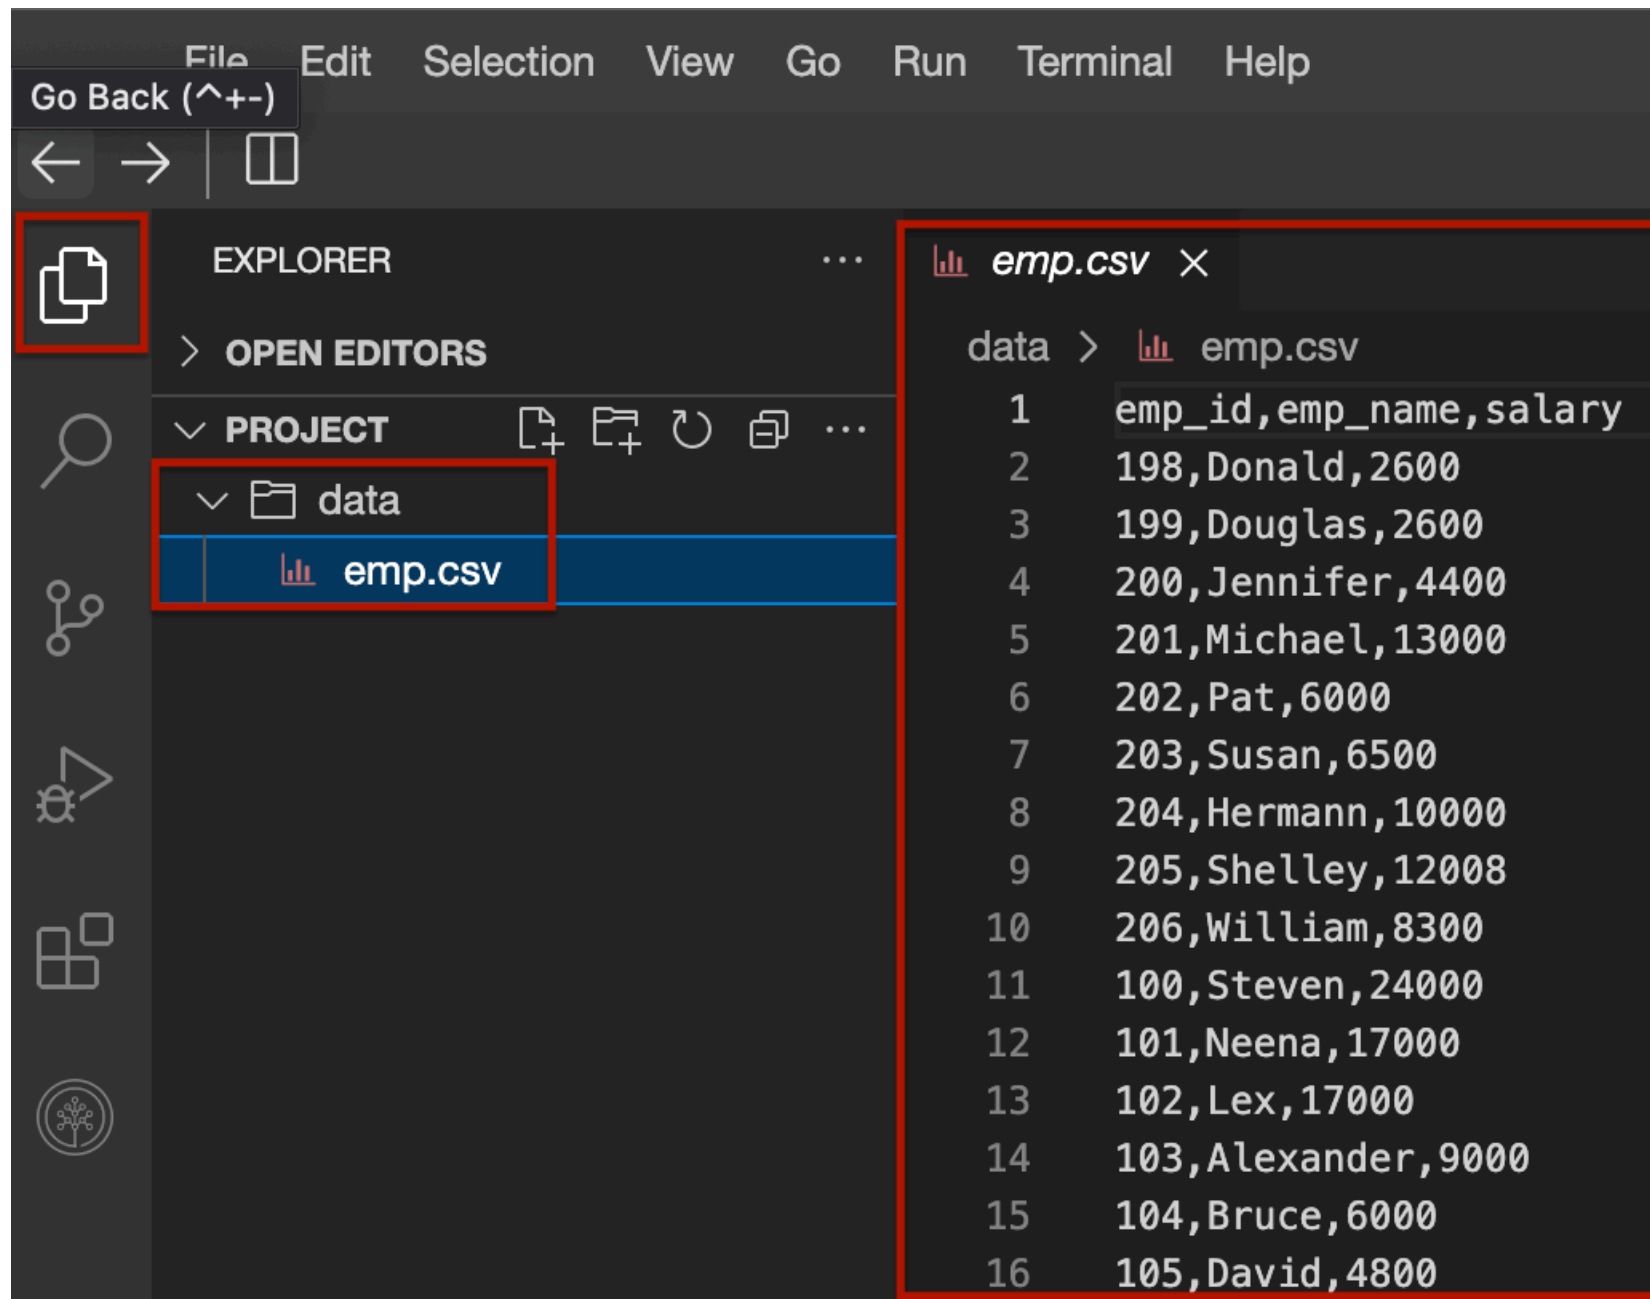 File Edit Selection View Go Run Terminal Help
Go Back (^+-)
EXPLORER
OPEN EDITORS
PROJECT
data
emp.csv
emp.csv
data > emp.csv
1 emp_id,emp_name,salary
2 198,Donald,2600
3 199,Douglas,2600
4 200,Jennifer,4400
5 201,Michael,13000
6 202,Pat,6000
7 203,Susan,6500
8 204,Hermann,10000
9 205,Shelley,12008
10 206,William,8300
11 100,Steven,24000
12 101,Neena,17000
13 102,Lex,17000
14 103,Alexander,9000
15 104,Bruce,6000
16 105,David,4800